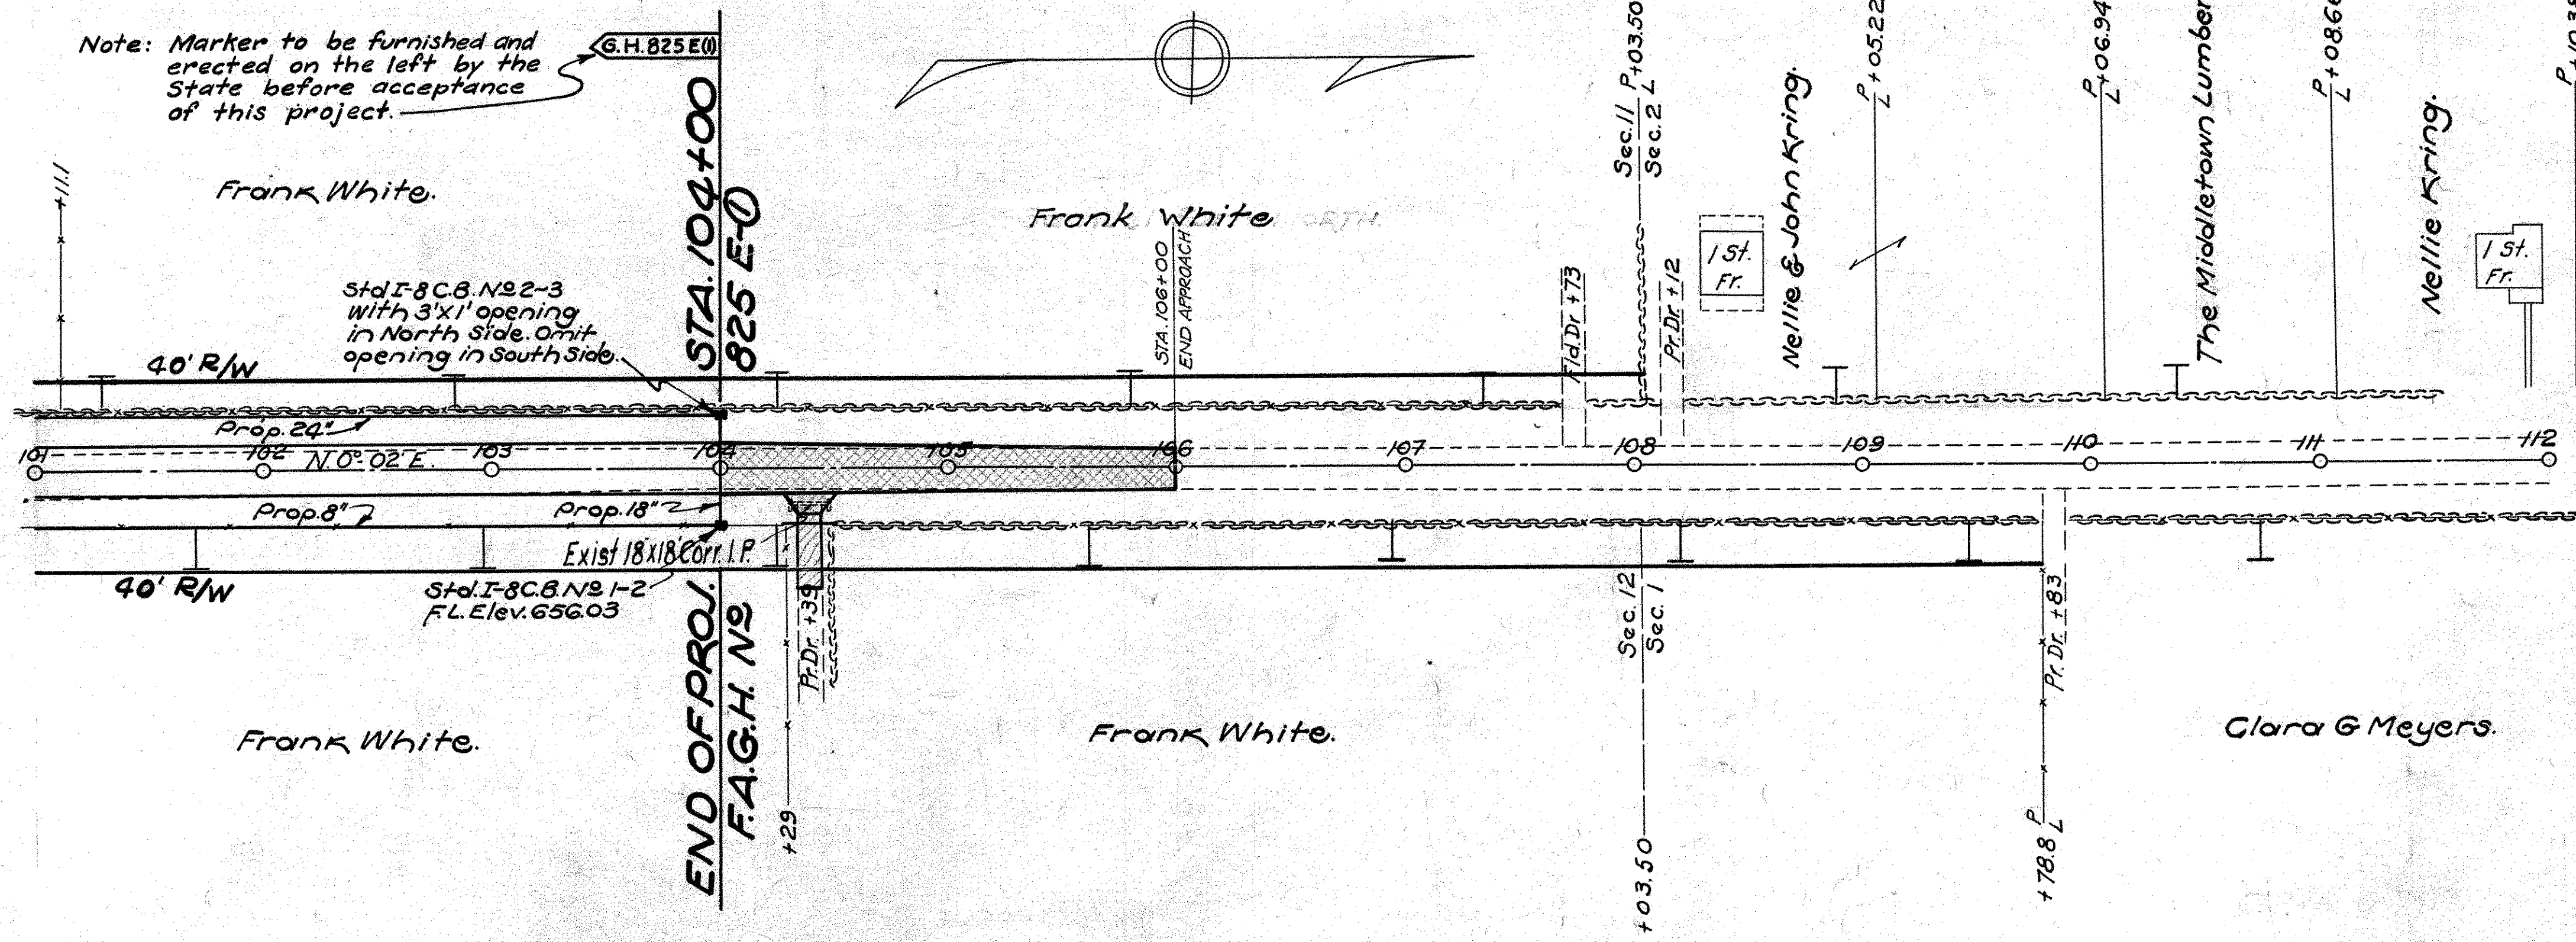 Note: Marker to be furnished and
erected on the left by the
State before acceptance
of this project.
G.H. 825 E(1)
STA. 104+00
825 E-(1)
+11.1
Frank White.
Frank White
Std I-8 C.B. Nº 2-3
with 3'x1' opening
in North Side. Omit
opening in South Side.
40' R/W
STA. 106+00
END APPROACH
Fld. Dr +73
Sec. 11
Sec. 2
P L +03.50
Pr. Dr. +12
1 St.
Fr.
Nellie & John Kring.
P L +05.22
P L +06.94
The Middletown Lumber
P L +08.66
Nellie Kring.
1 St.
Fr.
P
Prop. 24"
101 102 103 104 105 106 107 108 109 110 111 112
N. 0°-02' E.
Prop. 8"
Prop. 18"
Exist 18"x18' Corr. I.P.
40' R/W
Std. I-8 C.B. Nº 1-2
F.L. Elev. 656.03
END OF PROJ.
F.A.G.H. Nº
+29
Pr. Dr. +39
Sec. 12
Sec. 1
+03.50
Pr. Dr. +83
+78.8 P L
Frank White.
Frank White.
Clara G Meyers.